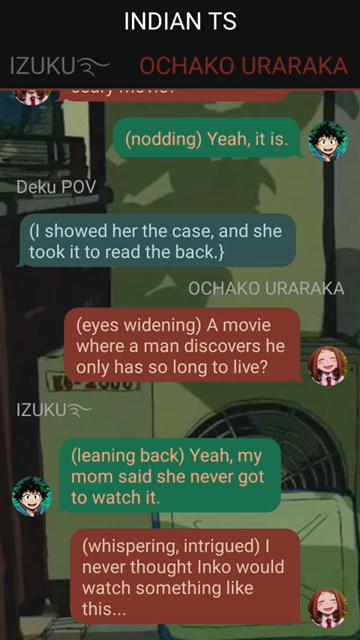 INDIAN TS
IZUKU OCHAKO URARAKA
scary movie?
(nodding) Yeah, it is.
Deku POV
(I showed her the case, and she
took it to read the back.}
OCHAKO URARAKA
(eyes widening) A movie
where a man discovers he
only has so long to live?
IZUKU
(leaning back) Yeah, my
mom said she never got
to watch it.
(whispering, intrigued) I
never thought Inko would
watch something like
this...